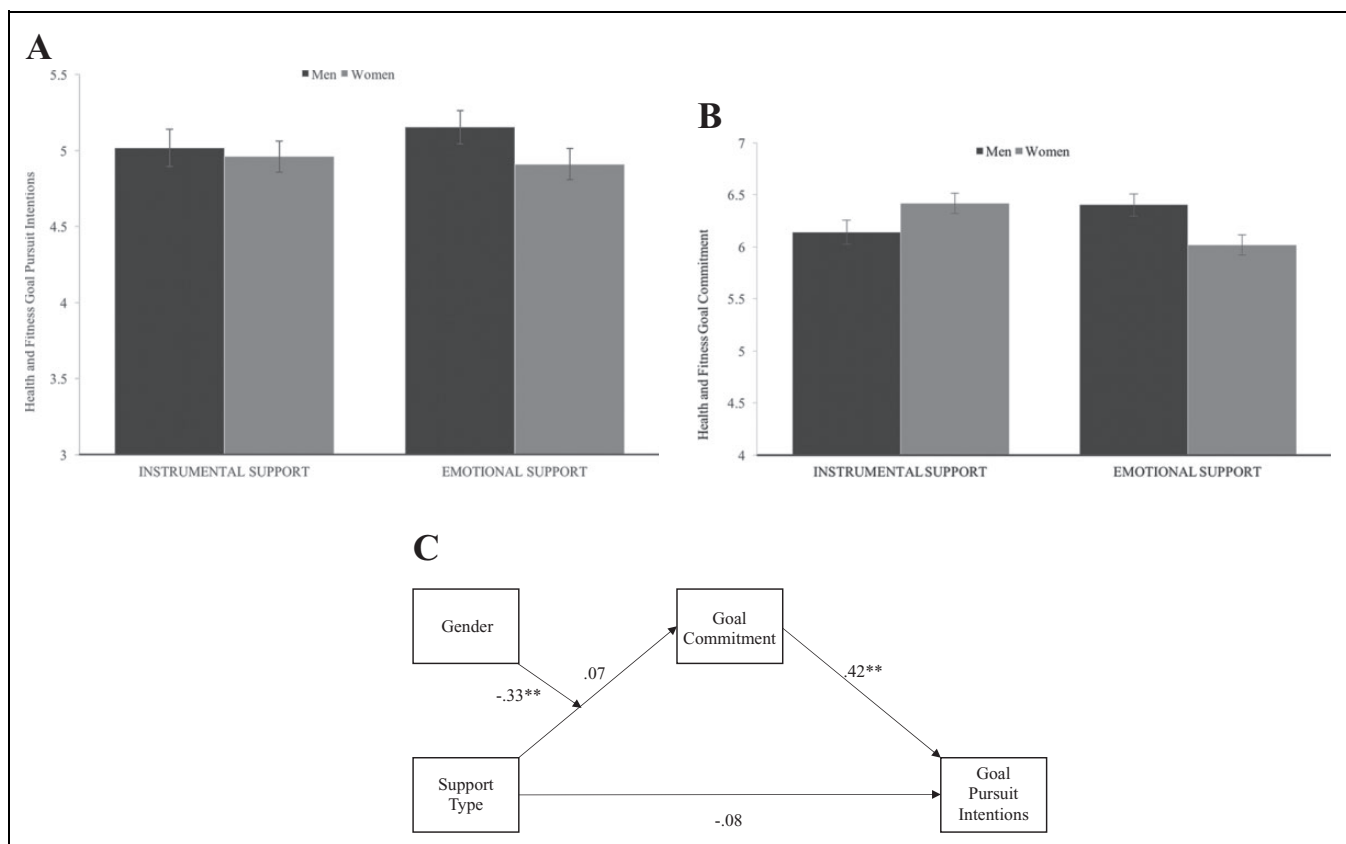 A
Men Women
Health and Fitness Goal Pursuit Intentions
5.5
5
4.5
4
3.5
3
INSTRUMENTAL SUPPORT EMOTIONAL SUPPORT
B
Men Women
Health and Fitness Goal Commitment
7
6.5
6
5.5
5
4.5
4
INSTRUMENTAL SUPPORT EMOTIONAL SUPPORT
C
Gender
Goal
Commitment
.07
-.33**
.42**
Support
Type
Goal
Pursuit
Intentions
-.08